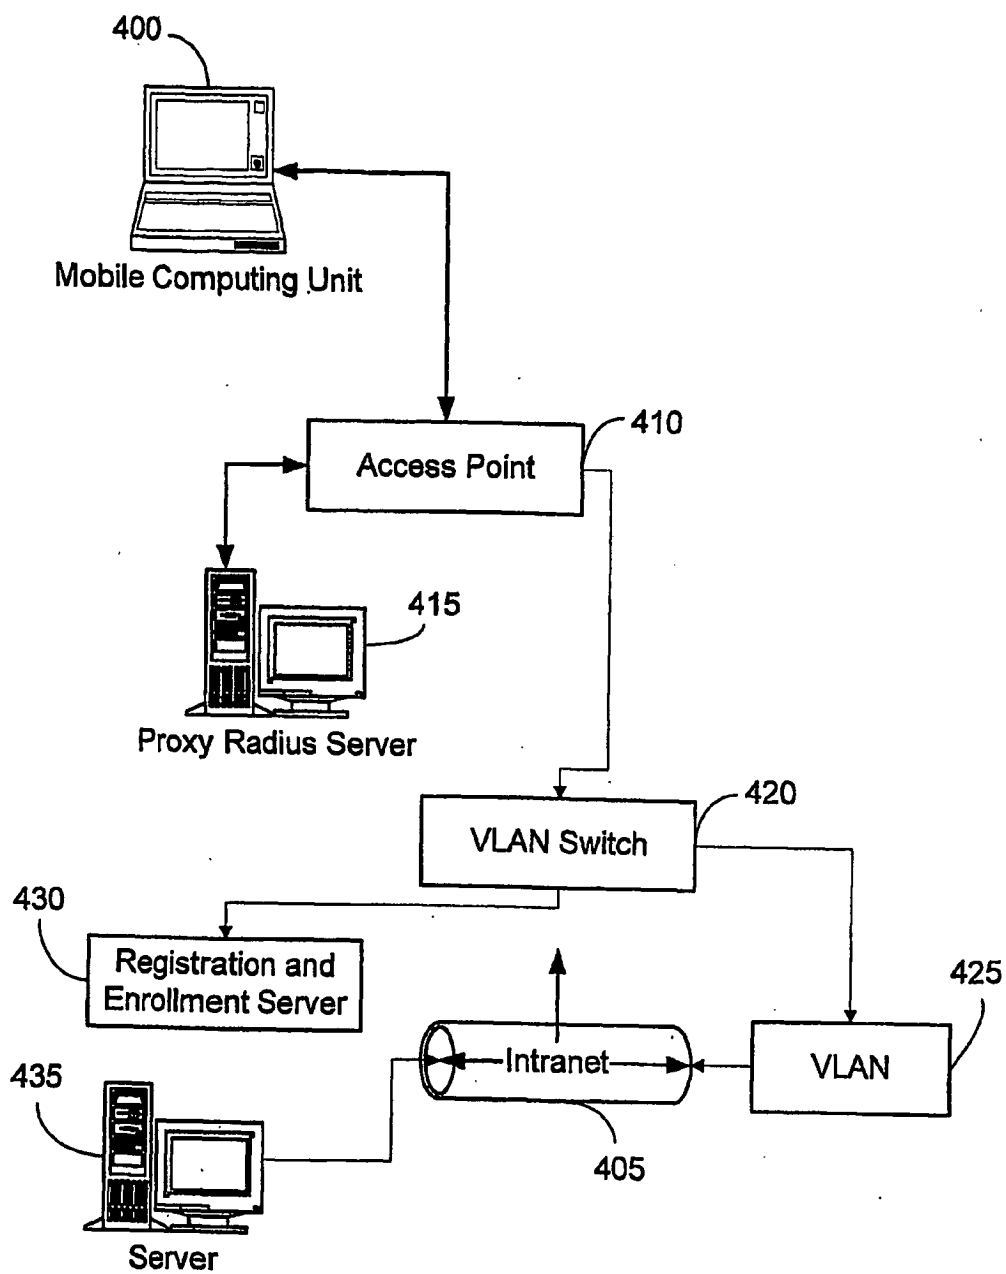 400
Mobile Computing Unit
410
Access Point
415
Proxy Radius Server
420
VLAN Switch
430
Registration and
Enrollment Server
425
VLAN
Intranet
405
435
Server